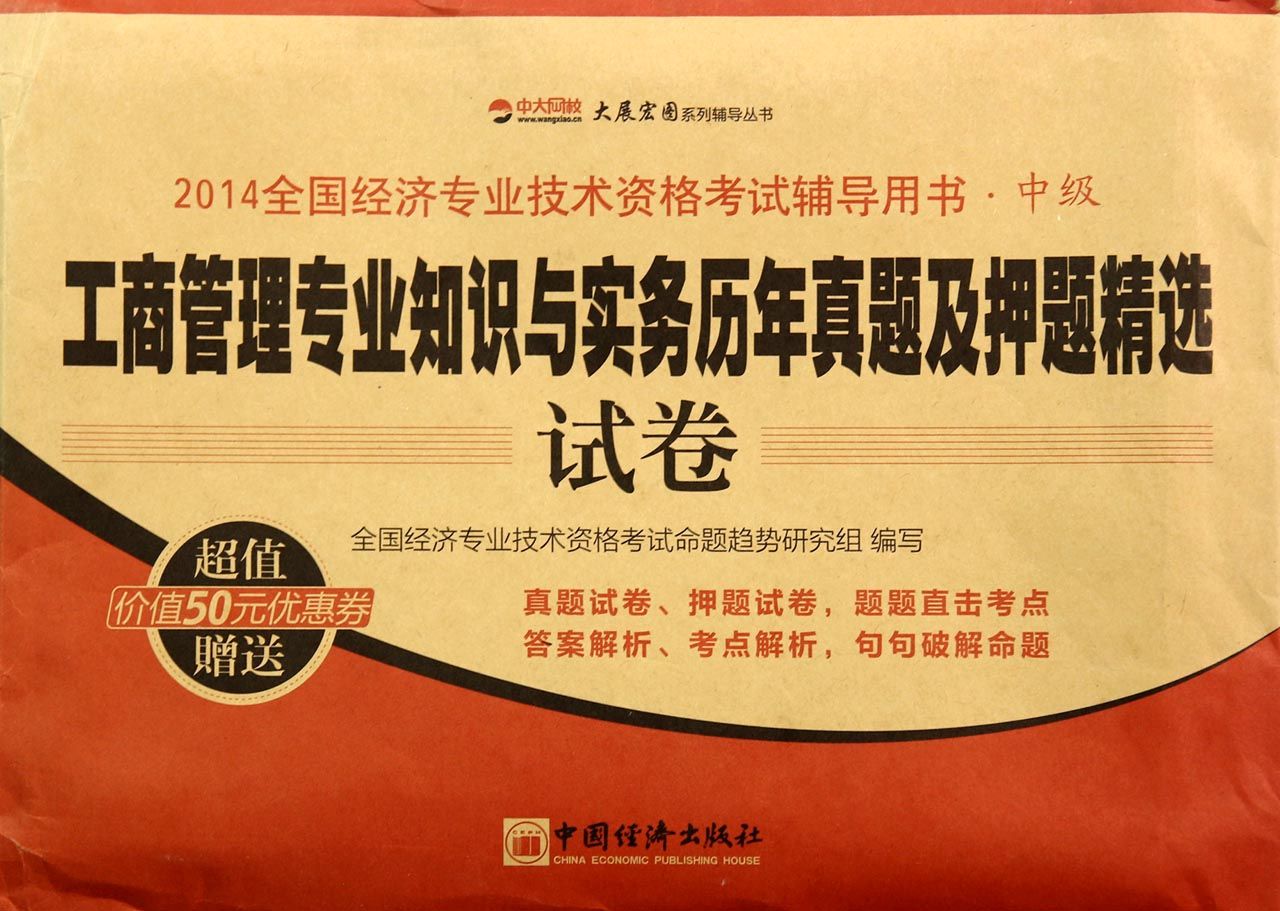 中大网校 大展宏图系列辅导丛书
www.wangxiao.cn
2014全国经济专业技术资格考试辅导用书·中级
工商管理专业知识与实务历年真题及押题精选
试卷
全国经济专业技术资格考试命题趋势研究组 编写
超值
价值50元优惠券
赠送
真题试卷、押题试卷，题题直击考点
答案解析、考点解析，句句破解命题
CEPH
中国经济出版社
CHINA ECONOMIC PUBLISHING HOUSE